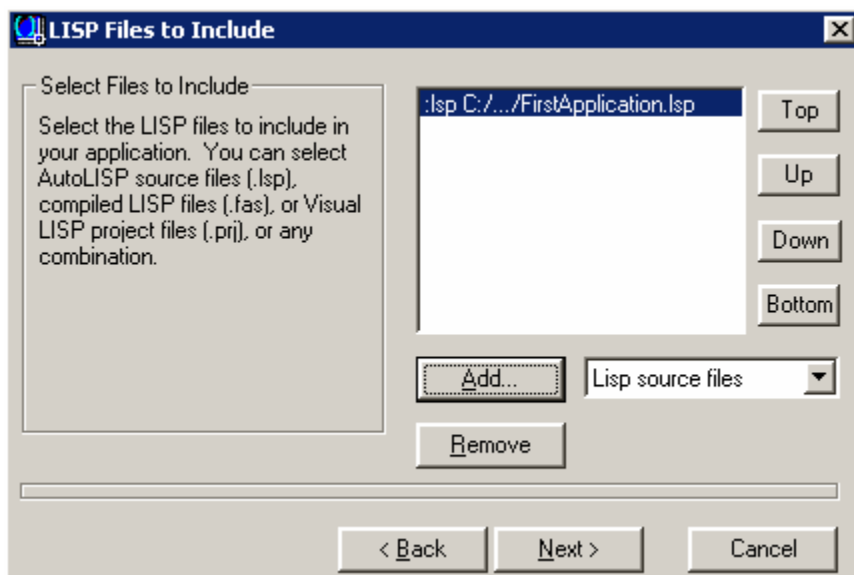 LISP Files to Include
Select Files to Include
Select the LISP files to include in
your application. You can select
AutoLISP source files (.lsp),
compiled LISP files (.fas), or Visual
LISP project files (.prj), or any
combination.
:lsp C:/.../FirstApplication.lsp
Top
Up
Down
Bottom
Add...
Lisp source files
Remove
< Back
Next >
Cancel